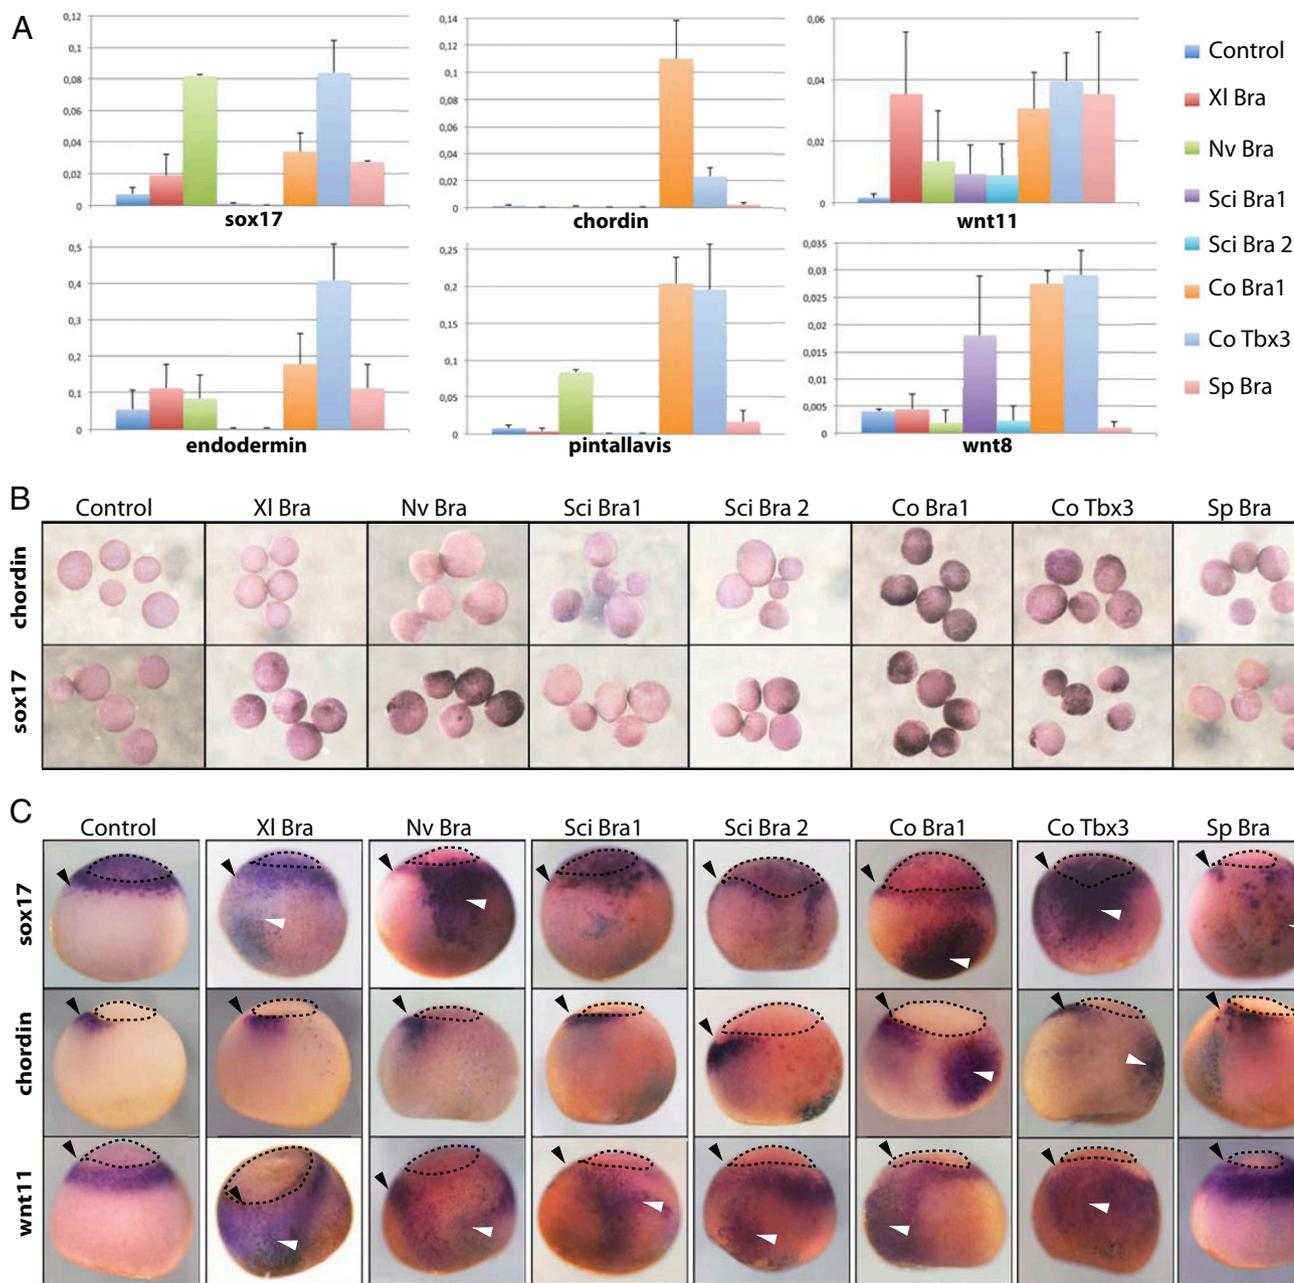 A
0,12
0,1
0,08
0,06
0,04
0,02
0
sox17
0,14
0,12
0,1
0,08
0,06
0,04
0,02
0
chordin
0,06
0,04
0,02
0
wnt11
0,5
0,4
0,3
0,2
0,1
0
endodermin
0,25
0,2
0,15
0,1
0,05
0
pintallavis
0,035
0,03
0,025
0,02
0,015
0,01
0,005
0
wnt8
Control
Xl Bra
Nv Bra
Sci Bra1
Sci Bra 2
Co Bra1
Co Tbx3
Sp Bra
B
Control Xl Bra Nv Bra Sci Bra1 Sci Bra 2 Co Bra1 Co Tbx3 Sp Bra
chordin
sox17
C
Control Xl Bra Nv Bra Sci Bra1 Sci Bra 2 Co Bra1 Co Tbx3 Sp Bra
sox17
chordin
wnt11